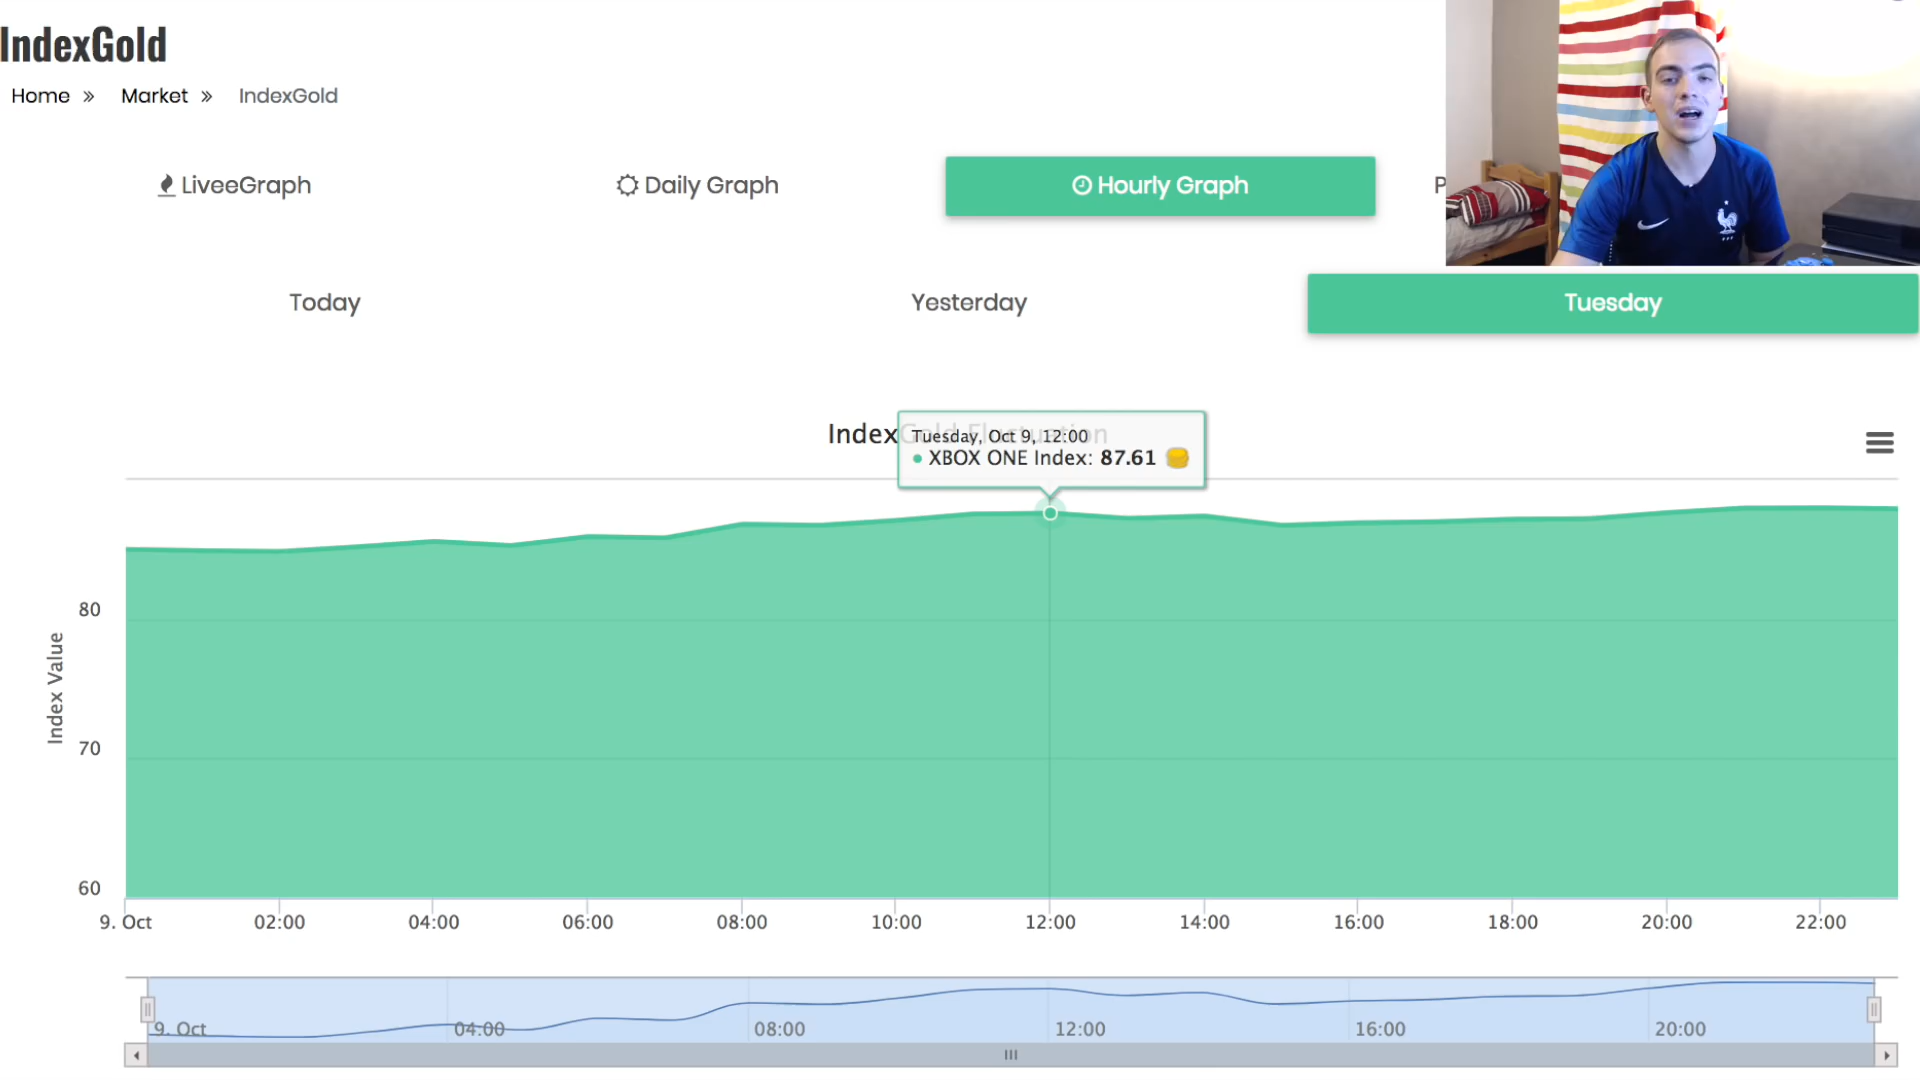 IndexGold
Home » Market » IndexGold
LiveeGraph
Daily Graph
Hourly Graph
P
Today
Yesterday
Tuesday
IndexGold Fluctuation
Tuesday, Oct 9, 12:00
XBOX ONE Index: 87.61
Index Value
80
70
60
9. Oct
02:00
04:00
06:00
08:00
10:00
12:00
14:00
16:00
18:00
20:00
22:00
9. Oct
04:00
08:00
12:00
16:00
20:00